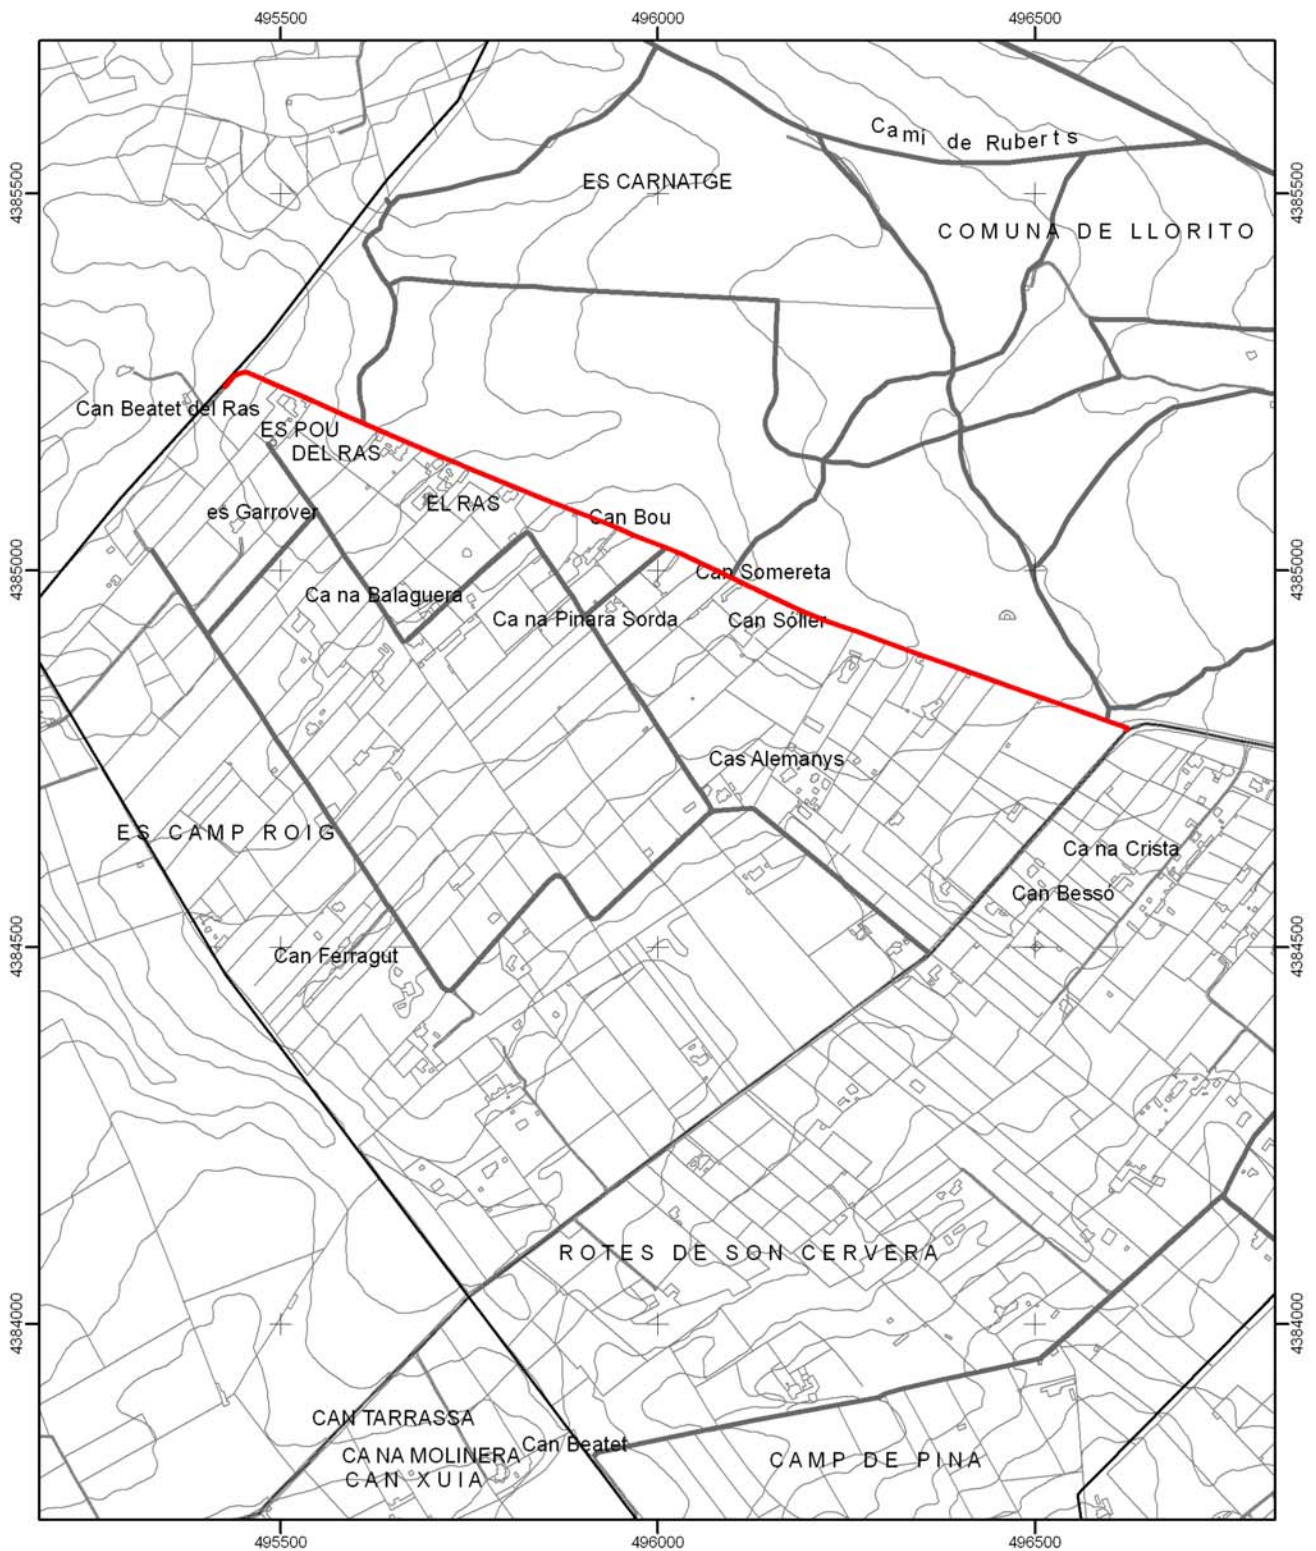 495500
496000
496500
Camí de Ruberts
4385500
ES CARNATGE
4385500
COMUNA DE LLORITO
Can Beatet del Ras
ES POU
DEL RAS
EL RAS
es Garrover
Can Bou
4385000
Can Somereta
4385000
Ca na Balaguera
Ca na Pinara Sorda
Can Sóller
Cas Alemanys
ES CAMP ROIG
Ca na Crista
Can Bessó
4384500
Can Ferragut
4384500
ROTES DE SON CERVERA
4384000
4384000
CAN TARRASSA
Can Beatet
CA NA MOLINERA
CAMP DE PINA
CAN XUIA
495500
496000
496500